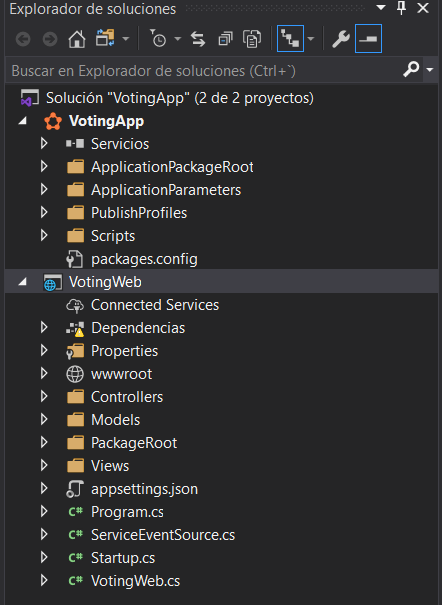 Explorador de soluciones
Buscar en Explorador de soluciones (Ctrl+`)
Solución "VotingApp" (2 de 2 proyectos)
VotingApp
Servicios
ApplicationPackageRoot
ApplicationParameters
PublishProfiles
Scripts
packages.config
VotingWeb
Connected Services
Dependencias
Properties
wwwroot
Controllers
Models
PackageRoot
Views
appsettings.json
C# Program.cs
C# ServiceEventSource.cs
C# Startup.cs
C# VotingWeb.cs